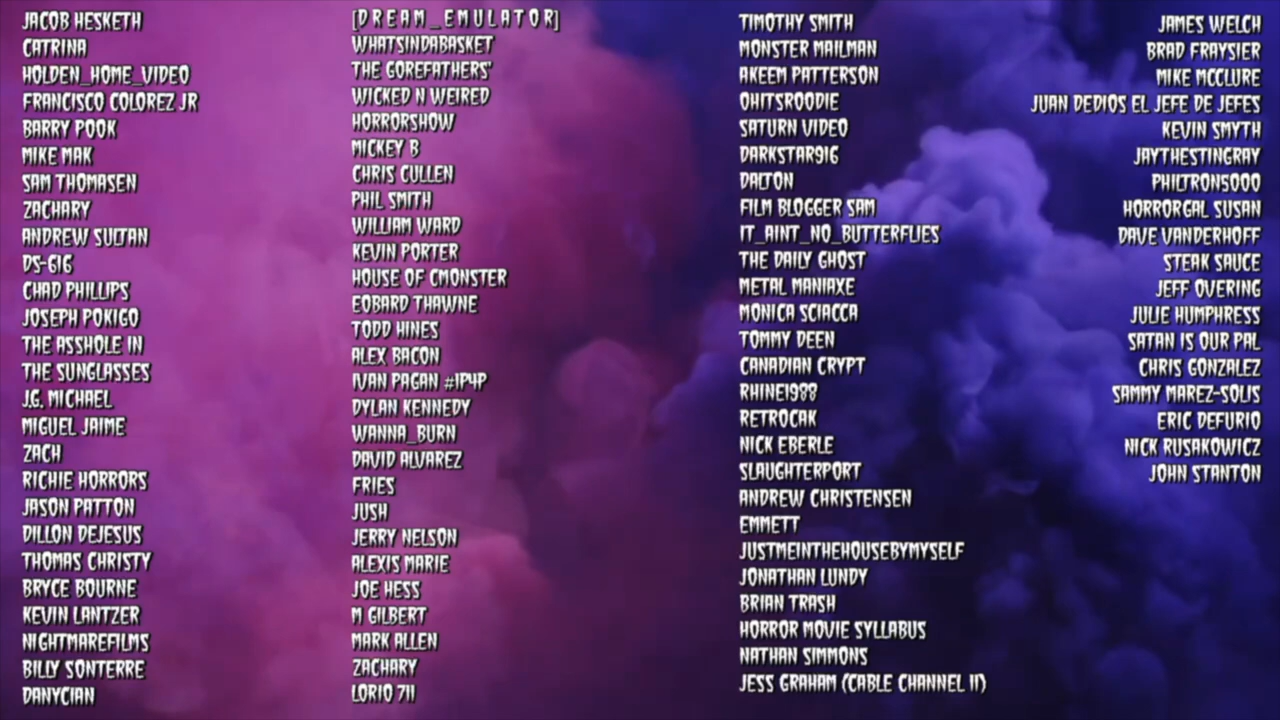 JACOB HESKETH
CATRINA
HOLDEN_HOME_VIDEO
FRANCISCO COLOREZ JR
BARRY POOK
MIKE MAK
SAM THOMASEN
ZACHARY
ANDREW SULTAN
DS-616
CHAD PHILLIPS
JOSEPH POKIGO
THE ASSHOLE IN
THE SUNGLASSES
J.G. MICHAEL
MIGUEL JAIME
ZACH
RICHIE HORRORS
JASON PATTON
DILLON DEJESUS
THOMAS CHRISTY
BRYCE BOURNE
KEVIN LANTZER
NIGHTMAREFILMS
BILLY SONTERRE
DANYCIAN
[D R E A M _ E M U L A T O R]
WHATSINDABASKET
THE GOREFATHERS'
WICKED N WEIRED
HORRORSHOW
MICKEY B
CHRIS CULLEN
PHIL SMITH
WILLIAM WARD
KEVIN PORTER
HOUSE OF CMONSTER
EOBARD THAWNE
TODD HINES
ALEX BACON
IVAN PAGAN #1P4P
DYLAN KENNEDY
WANNA_BURN
DAVID ALVAREZ
FRIES
JUSH
JERRY NELSON
ALEXIS MARIE
JOE HESS
M GILBERT
MARK ALLEN
ZACHARY
LORIO 711
TIMOTHY SMITH
MONSTER MAILMAN
AKEEM PATTERSON
OHITSROODIE
SATURN VIDEO
DARKSTAR916
DALTON
FILM BLOGGER SAM
IT_AINT_NO_BUTTERFLIES
THE DAILY GHOST
METAL MANIAXE
MONICA SCIACCA
TOMMY DEEN
CANADIAN CRYPT
RHINE1988
RETROCAK
NICK EBERLE
SLAUGHTERPORT
ANDREW CHRISTENSEN
EMMETT
JUSTMEINTHEHOUSEBYMYSELF
JONATHAN LUNDY
BRIAN TRASH
HORROR MOVIE SYLLABUS
NATHAN SIMMONS
JESS GRAHAM (CABLE CHANNEL 11)
JAMES WELCH
BRAD FRAYSIER
MIKE MCCLURE
JUAN DEDIOS EL JEFE DE JEFES
KEVIN SMYTH
JAYTHESTINGRAY
PHILTRON5000
HORRORGAL SUSAN
DAVE VANDERHOFF
STEAK SAUCE
JEFF OVERING
JULIE HUMPHRESS
SATAN IS OUR PAL
CHRIS GONZALEZ
SAMMY MAREZ-SOLIS
ERIC DEFURIO
NICK RUSAKOWICZ
JOHN STANTON